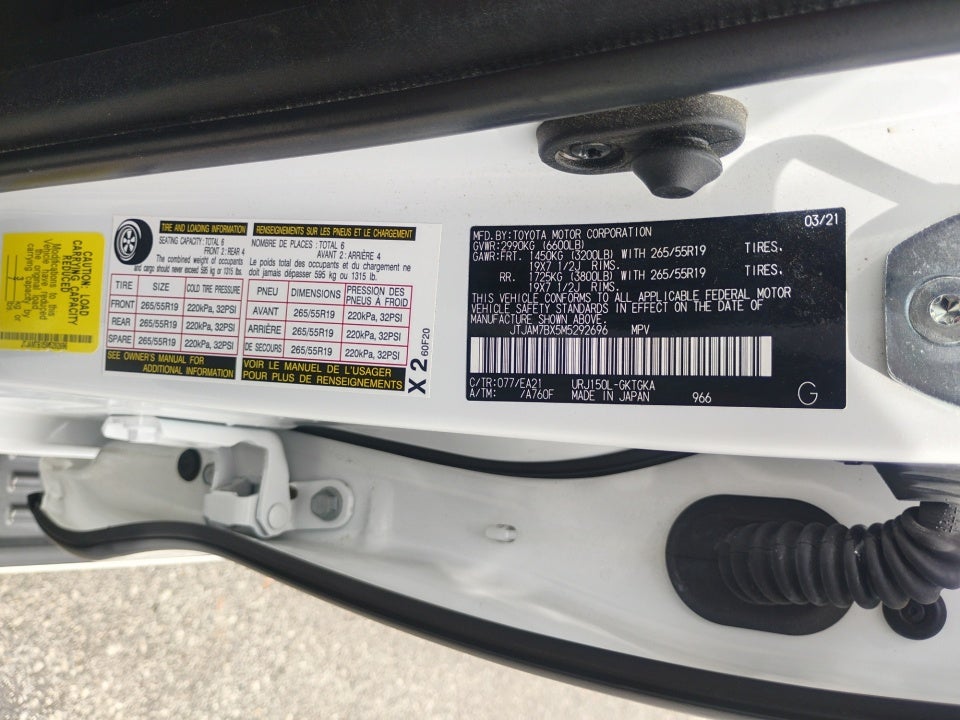 CAUTION: LOAD
CARRYING CAPACITY
REDUCED
Modifications to this
TIRE AND LOADING INFORMATION
SEATING CAPACITY: TOTAL 6
FRONT 2: REAR 4
The combined weight of occupants
and cargo should never exceed 595 kg or 1315 lbs.
TIRE SIZE COLD TIRE PRESSURE
FRONT 265/55R19 220kPa, 32PSI
REAR 265/55R19 220kPa, 32PSI
SPARE 265/55R19 220kPa, 32PSI
SEE OWNER'S MANUAL FOR
ADDITIONAL INFORMATION
RENSEIGNEMENTS SUR LES PNEUS ET LE CHARGEMENT
NOMBRE DE PLACES: TOTAL 6
AVANT 2: ARRIÈRE 4
Le poids total des occupants et du chargement ne
doit jamais dépasser 595 kg ou 1315 lb.
PNEU DIMENSIONS PRESSION DES
PNEUS A FROID
AVANT 265/55R19 220kPa, 32PSI
ARRIÈRE 265/55R19 220kPa, 32PSI
DE SECOURS 265/55R19 220kPa, 32PSI
VOIR LE MANUEL DE L'USAGER
POUR PLUS DE RENSEIGNEMENTS
X 2
60F20
03/21
MFD.BY:TOYOTA MOTOR CORPORATION
GVWR:2990KG (6600LB)
GAWR:FRT. 1450KG (3200LB) WITH 265/55R19 TIRES,
19X7 1/2J RIMS.
RR. 1725KG (3800LB) WITH 265/55R19 TIRES,
19X7 1/2J RIMS.
THIS VEHICLE CONFORMS TO ALL APPLICABLE FEDERAL MOTOR
VEHICLE SAFETY STANDARDS IN EFFECT ON THE DATE OF
MANUFACTURE SHOWN ABOVE.
JTJAM7BX5M5292696 MPV
C/TR:077/EA21 URJ150L-GKTGKA
A/TM: /A760F MADE IN JAPAN 966
G